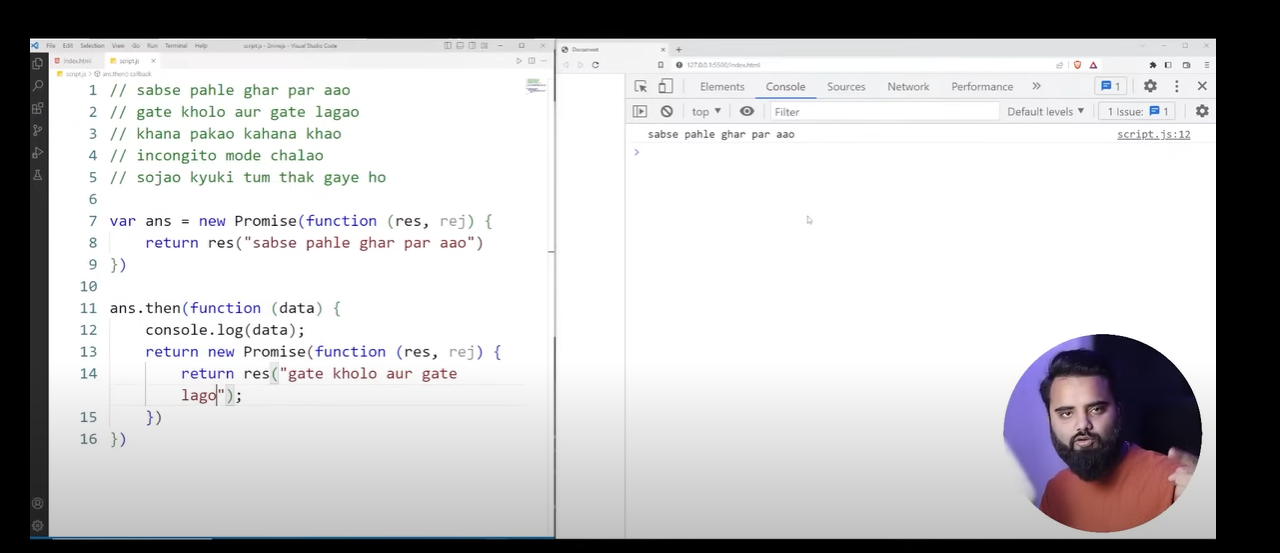 File Edit Selection View Go Run Terminal Help script.js - 2minejs - Visual Studio Code
index.html script.js
script.js > ans.then() callback
1 // sabse pahle ghar par aao
2 // gate kholo aur gate lagao
3 // khana pakao kahana khao
4 // incongito mode chalao
5 // sojao kyuki tum thak gaye ho
6
7 var ans = new Promise(function (res, rej) {
8 return res("sabse pahle ghar par aao")
9 })
10
11 ans.then(function (data) {
12 console.log(data);
13 return new Promise(function (res, rej) {
14 return res("gate kholo aur gate
lago");
15 })
16 })
Document
127.0.0.1:5500/index.html
Elements Console Sources Network Performance 1
top Filter Default levels 1 Issue: 1
sabse pahle ghar par aao script.js:12